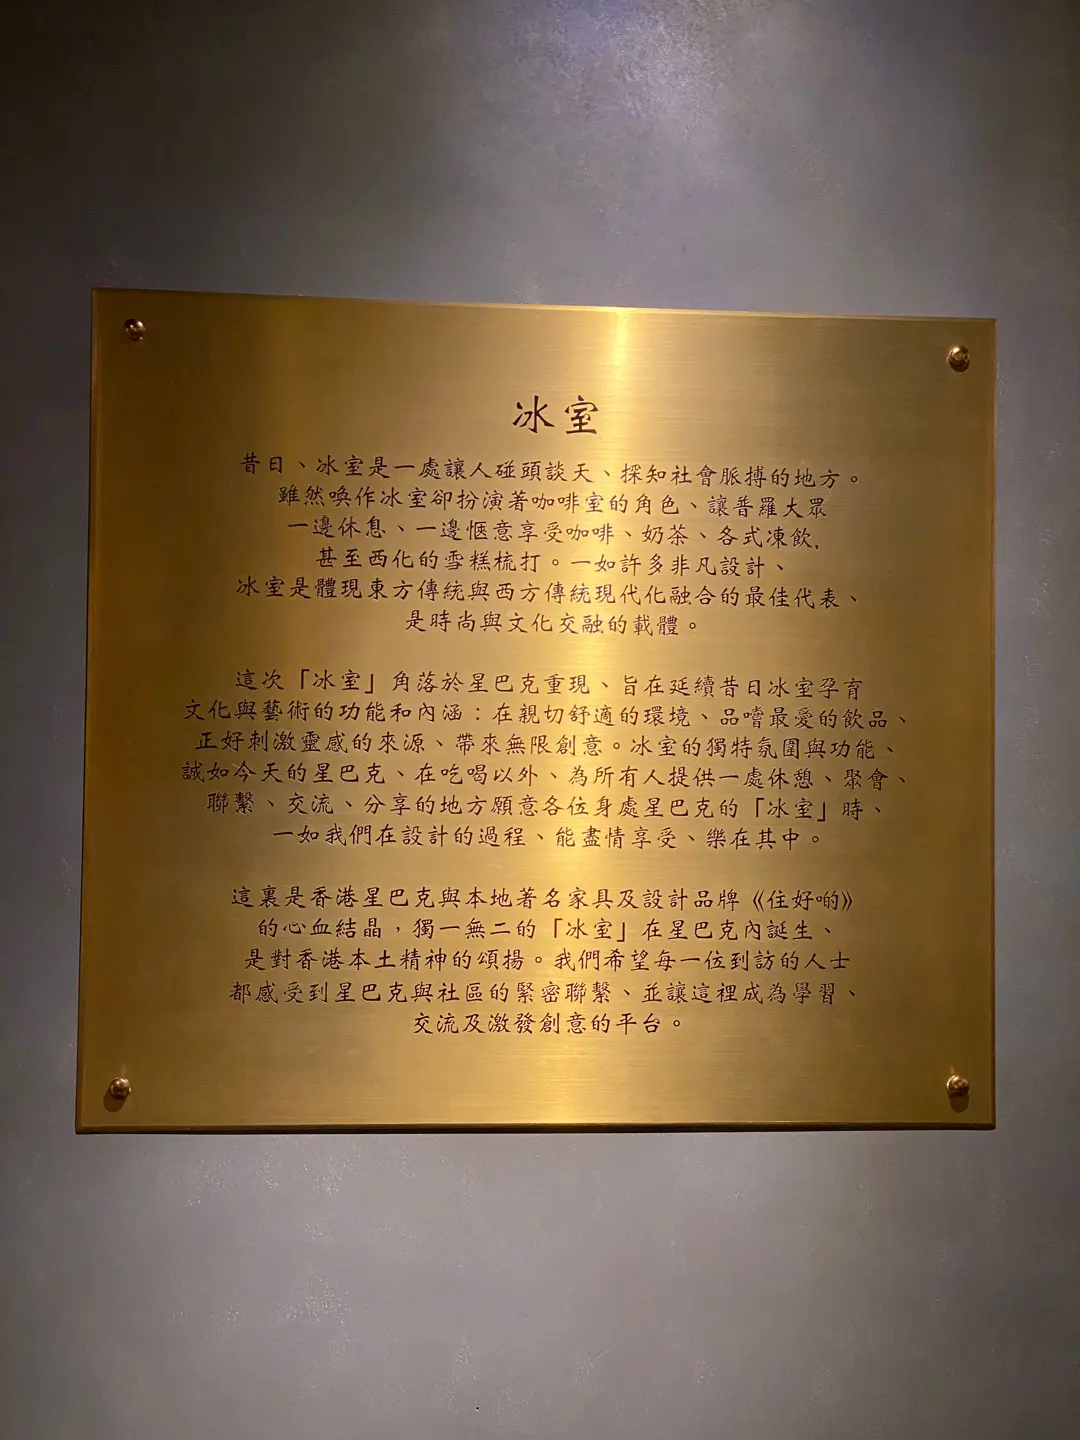 冰室
昔日、冰室是一處讓人碰頭談天、探知社會脈搏的地方。
雖然喚作冰室卻扮演著咖啡室的角色、讓普羅大眾
一邊休息、一邊愜意享受咖啡、奶茶、各式凍飲,
甚至西化的雪糕梳打。一如許多非凡設計、
冰室是體現東方傳統與西方傳統現代化融合的最佳代表、
是時尚與文化交融的載體。
這次「冰室」角落於星巴克重現、旨在延續昔日冰室孕育
文化與藝術的功能和內涵：在親切舒適的環境、品嚐最愛的飲品、
正好刺激靈感的來源、帶來無限創意。冰室的獨特氛圍與功能、
誠如今天的星巴克、在吃喝以外、為所有人提供一處休憩、聚會、
聯繫、交流、分享的地方願意各位身處星巴克的「冰室」時、
一如我們在設計的過程、能盡情享受、樂在其中。
這裏是香港星巴克與本地著名家具及設計品牌《住好啲》
的心血結晶，獨一無二的「冰室」在星巴克內誕生、
是對香港本土精神的頌揚。我們希望每一位到訪的人士
都感受到星巴克與社區的緊密聯繫、並讓這裡成為學習、
交流及激發創意的平台。